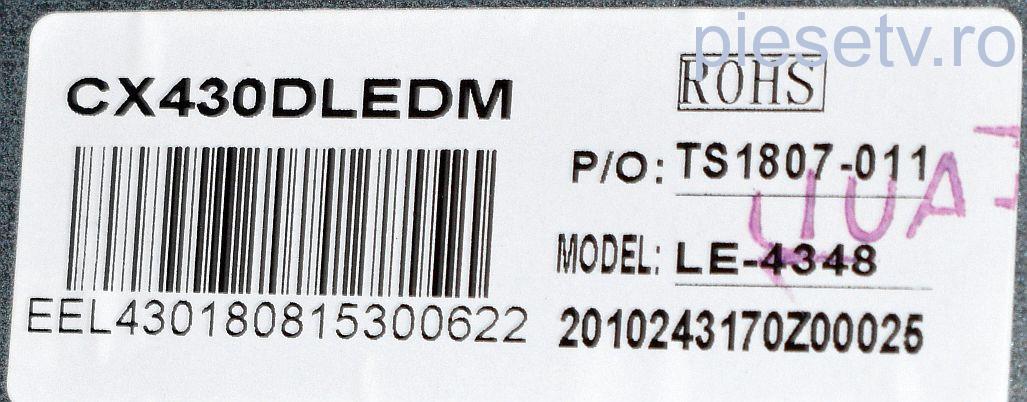 piesetv.ro
CX430DLEDM
ROHS
P/O: TS1807-011
MODEL: LE-4348
EEL430180815300622
2010243170Z00025